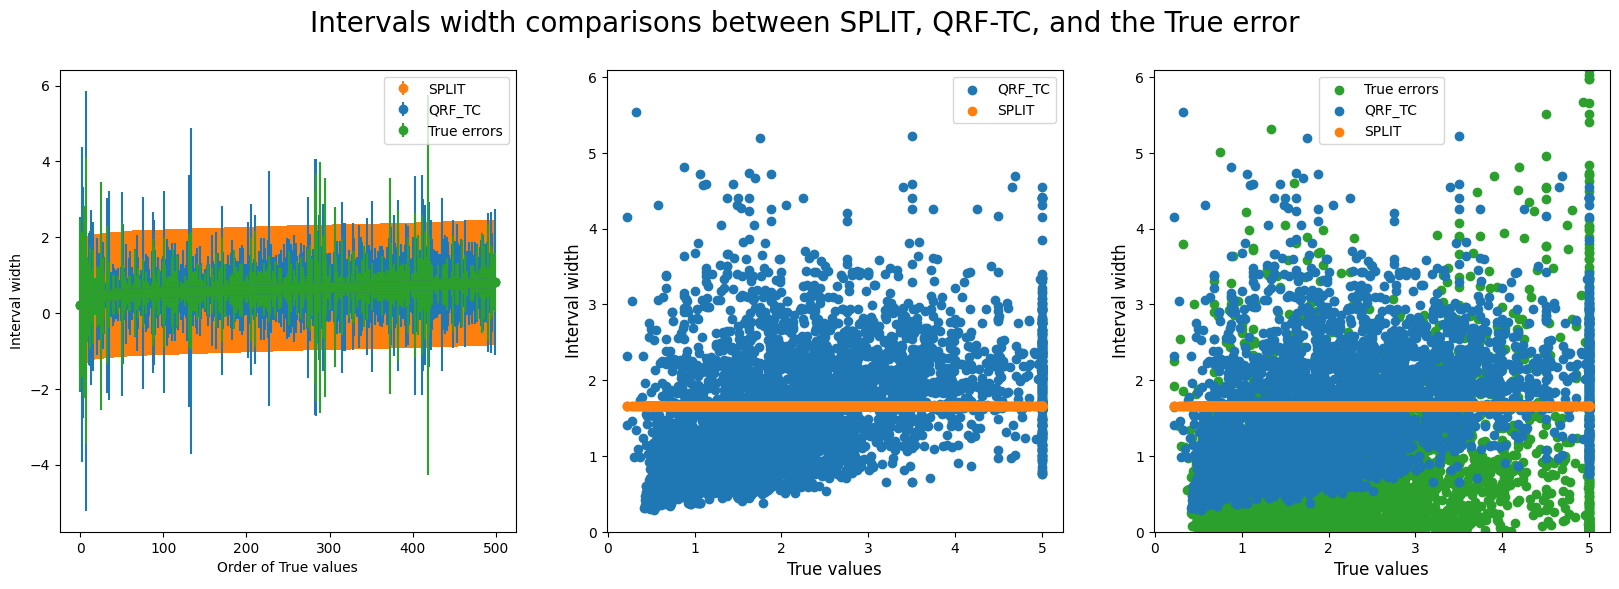 Intervals width comparisons between SPLIT, QRF-TC, and the True error
Interval width
6
4
2
0
−2
−4
SPLIT
QRF_TC
True errors
0 100 200 300 400 500
Order of True values
Interval width
6
5
4
3
2
1
0
QRF_TC
SPLIT
0 1 2 3 4 5
True values
Interval width
6
5
4
3
2
1
0
True errors
QRF_TC
SPLIT
0 1 2 3 4 5
True values